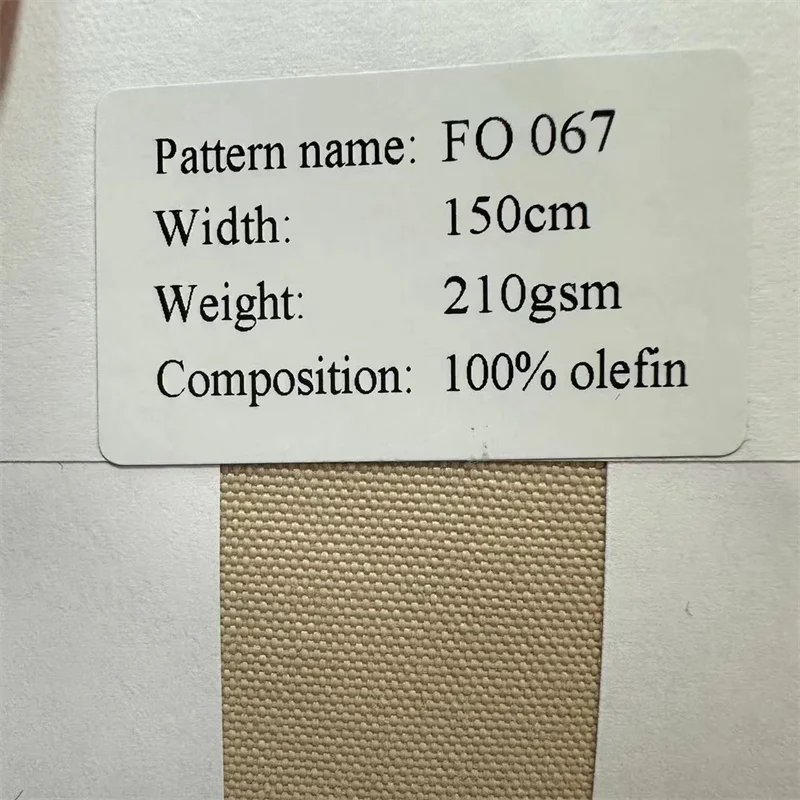 Pattern name: FO 067
Width: 150cm
Weight: 210gsm
Composition: 100% olefin